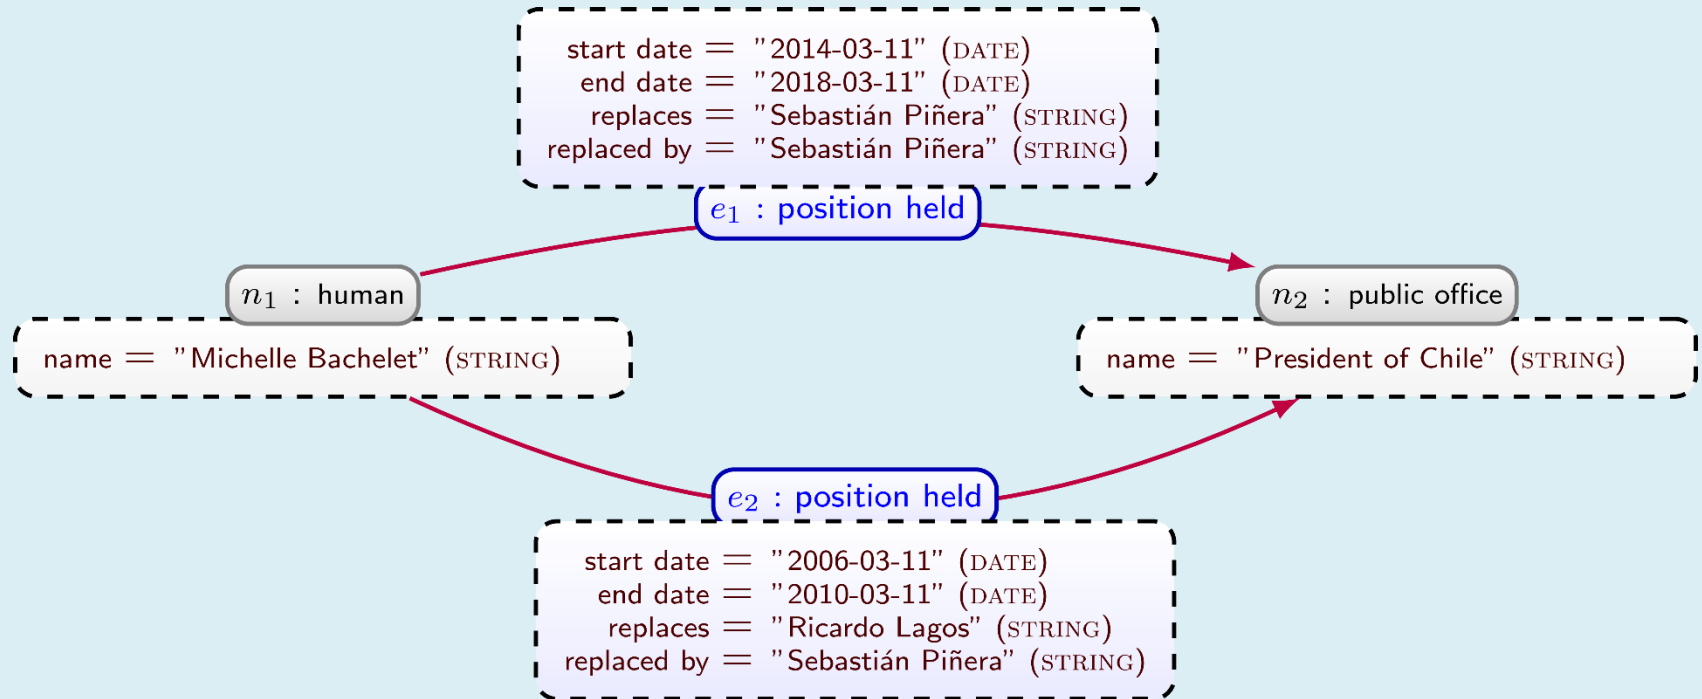 start date = "2014-03-11" (DATE)
end date = "2018-03-11" (DATE)
replaces = "Sebastián Piñera" (STRING)
replaced by = "Sebastián Piñera" (STRING)
e₁ : position held
n₁ : human
name = "Michelle Bachelet" (STRING)
n₂ : public office
name = "President of Chile" (STRING)
e₂ : position held
start date = "2006-03-11" (DATE)
end date = "2010-03-11" (DATE)
replaces = "Ricardo Lagos" (STRING)
replaced by = "Sebastián Piñera" (STRING)